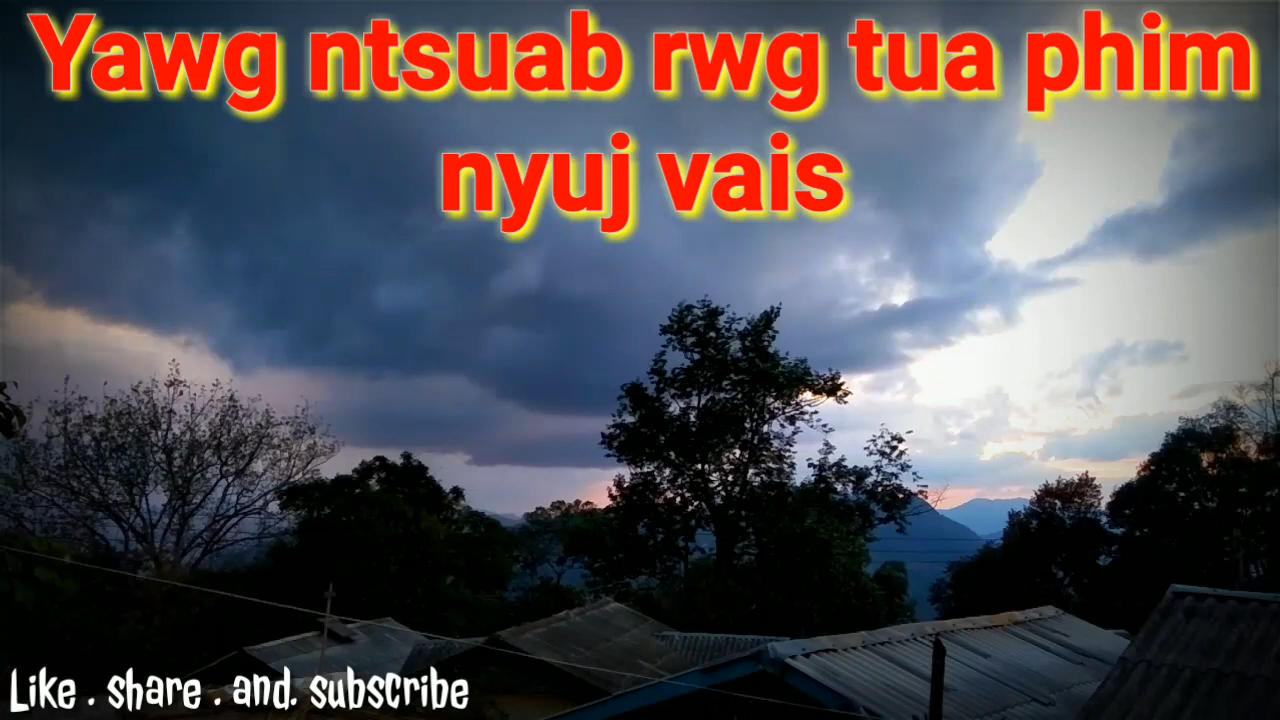 Yawg ntsuab rwg tua phim
nyuj vais
Like . share . and. subscribe